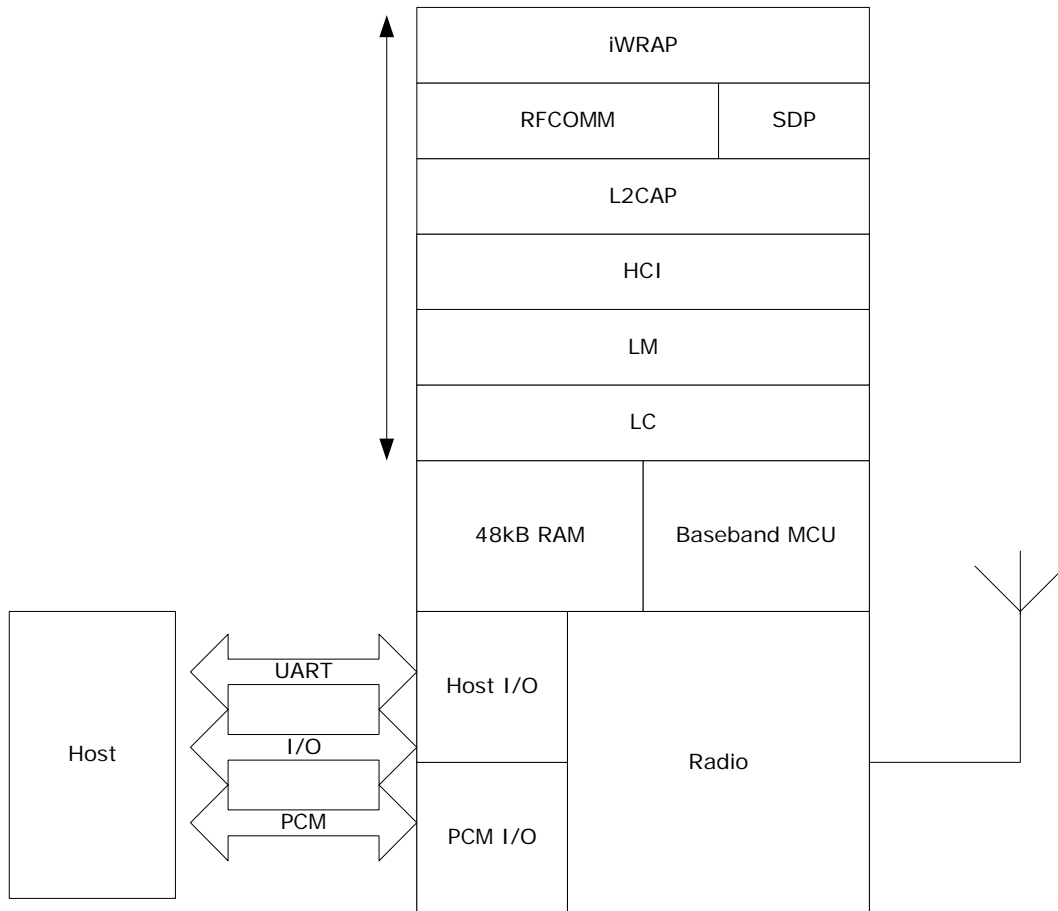 iWRAP
RFCOMM
SDP
L2CAP
HCI
LM
LC
48kB RAM
Baseband MCU
UART
Host I/O
Host
I/O
Radio
PCM
PCM I/O